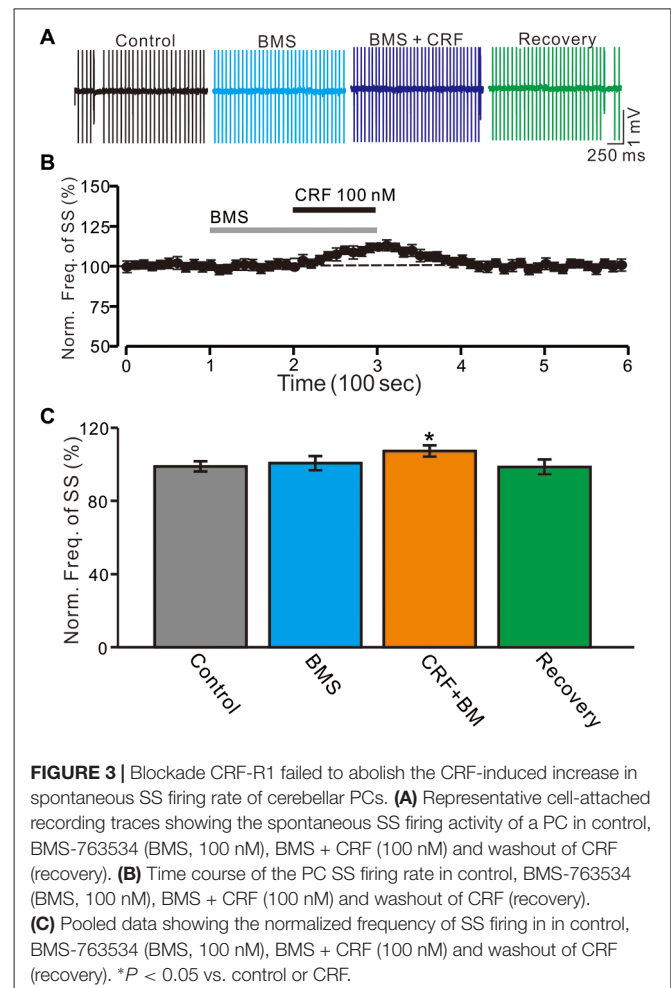 A
Control BMS BMS + CRF Recovery
1 mV
250 ms
B
Norm. Freq. of SS (%)
150
125
100
75
50
CRF 100 nM
BMS
0 1 2 3 4 5 6
Time (100 sec)
C
Norm. Freq. of SS (%)
120
80
40
0
*
Control BMS CRF+BM Recovery
FIGURE 3 | Blockade CRF-R1 failed to abolish the CRF-induced increase in
spontaneous SS firing rate of cerebellar PCs. (A) Representative cell-attached
recording traces showing the spontaneous SS firing activity of a PC in control,
BMS-763534 (BMS, 100 nM), BMS + CRF (100 nM) and washout of CRF
(recovery). (B) Time course of the PC SS firing rate in control, BMS-763534
(BMS, 100 nM), BMS + CRF (100 nM) and washout of CRF (recovery).
(C) Pooled data showing the normalized frequency of SS firing in in control,
BMS-763534 (BMS, 100 nM), BMS + CRF (100 nM) and washout of CRF
(recovery). *P < 0.05 vs. control or CRF.